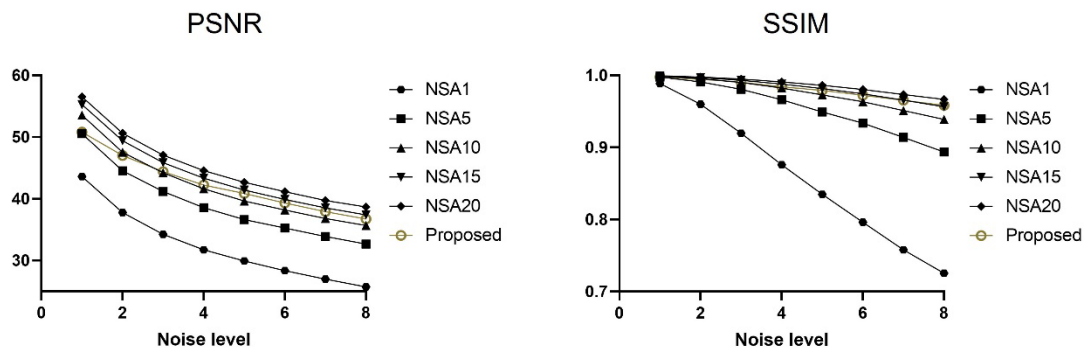 PSNR
60
50
40
30
0 2 4 6 8
Noise level
NSA1
NSA5
NSA10
NSA15
NSA20
Proposed
SSIM
1.0
0.9
0.8
0.7
0 2 4 6 8
Noise level
NSA1
NSA5
NSA10
NSA15
NSA20
Proposed